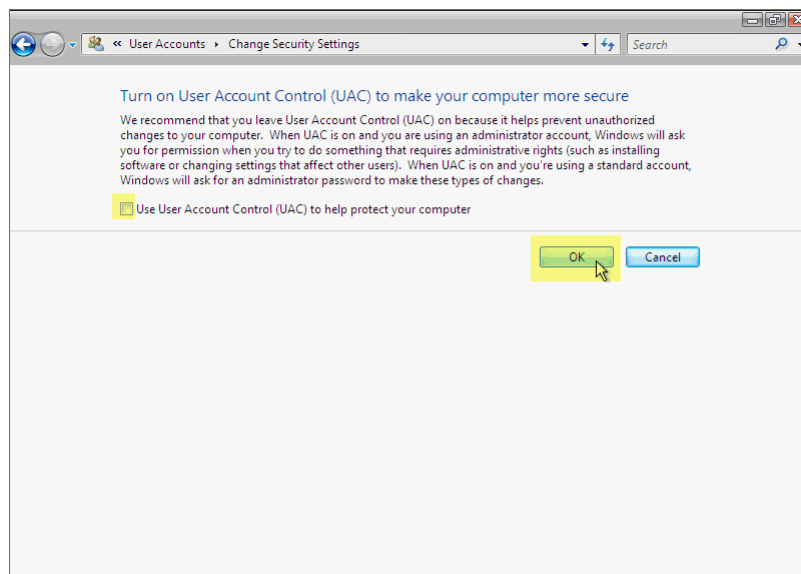 « User Accounts ▸ Change Security Settings
Search
Turn on User Account Control (UAC) to make your computer more secure
We recommend that you leave User Account Control (UAC) on because it helps prevent unauthorized
changes to your computer.  When UAC is on and you are using an administrator account, Windows will ask
you for permission when you try to do something that requires administrative rights (such as installing
software or changing settings that affect other users).  When UAC is on and you're using a standard account,
Windows will ask for an administrator password to make these types of changes.
Use User Account Control (UAC) to help protect your computer
OK
Cancel